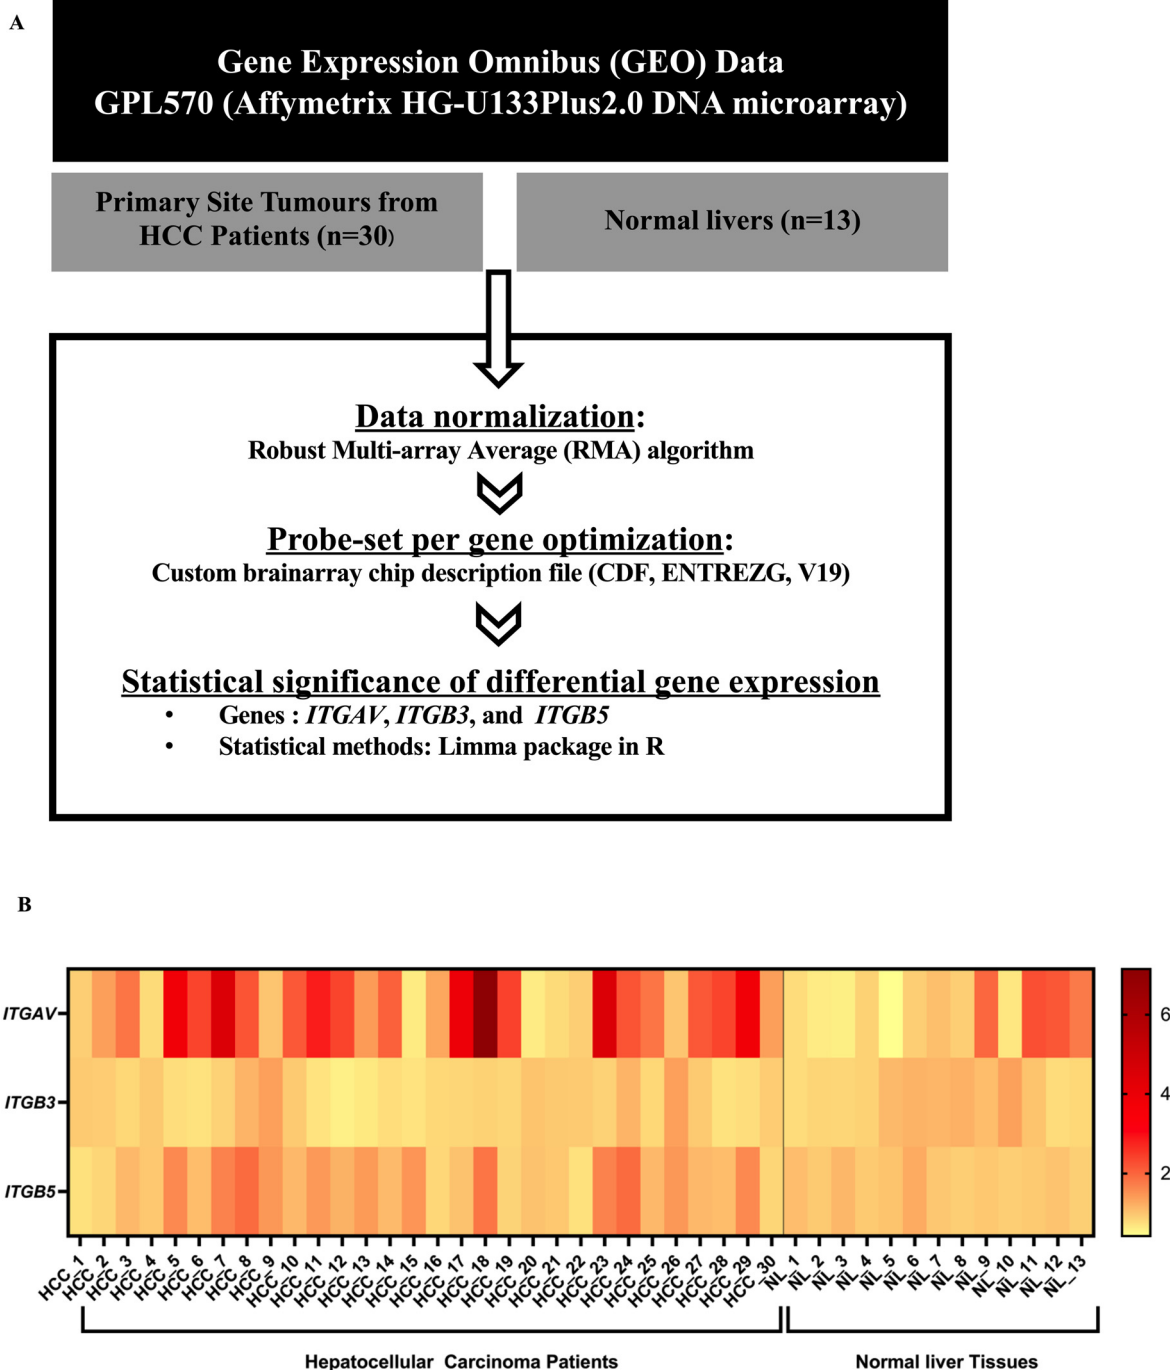 A
Gene Expression Omnibus (GEO) Data
GPL570 (Affymetrix HG-U133Plus2.0 DNA microarray)
Primary Site Tumours from
HCC Patients (n=30)
Normal livers (n=13)
Data normalization:
Robust Multi-array Average (RMA) algorithm
Probe-set per gene optimization:
Custom brainarray chip description file (CDF, ENTREZG, V19)
Statistical significance of differential gene expression
• Genes : ITGAV, ITGB3, and ITGB5
• Statistical methods: Limma package in R
B
ITGAV
ITGB3
ITGB5
6
4
2
HCC_1
HCC_2
HCC_3
HCC_4
HCC_5
HCC_6
HCC_7
HCC_8
HCC_9
HCC_10
HCC_11
HCC_12
HCC_13
HCC_14
HCC_15
HCC_16
HCC_17
HCC_18
HCC_19
HCC_20
HCC_21
HCC_22
HCC_23
HCC_24
HCC_25
HCC_26
HCC_27
HCC_28
HCC_29
HCC_30
NL_1
NL_2
NL_3
NL_4
NL_5
NL_6
NL_7
NL_8
NL_9
NL_10
NL_11
NL_12
NL_13
Hepatocellular Carcinoma Patients
Normal liver Tissues